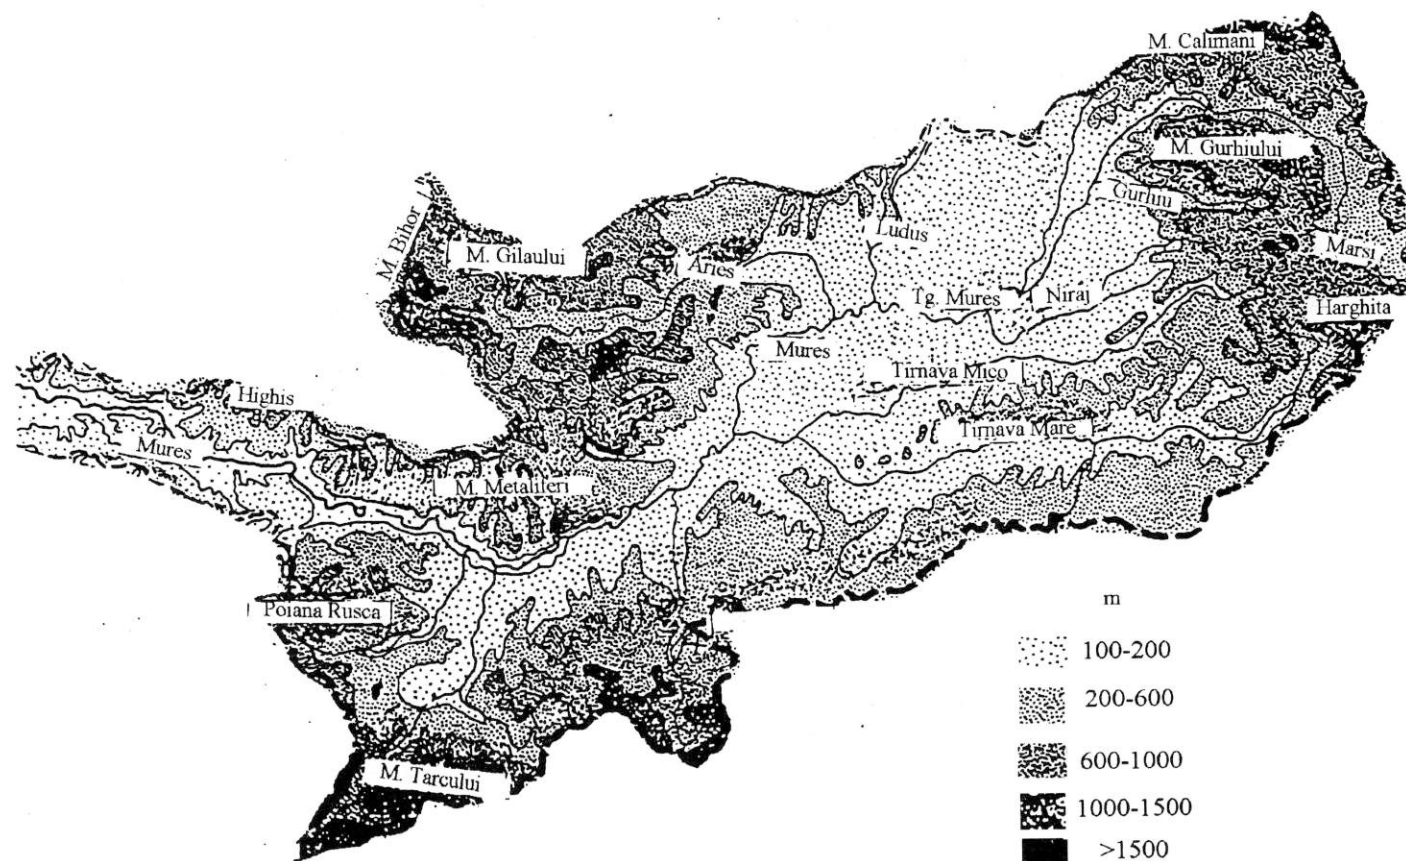 M. Calimani
M. Gurhiului
Gurhiu
M. Bihor
M. Gilaului
Aries
Ludus
Marsi
Tg. Mures
Niraj
Harghita
Mures
Tirnava Mico
Highis
Tirnava Mare
Mures
M. Metaliferi
Poiana Rusca
M. Tarcului
m
100-200
200-600
600-1000
1000-1500
>1500